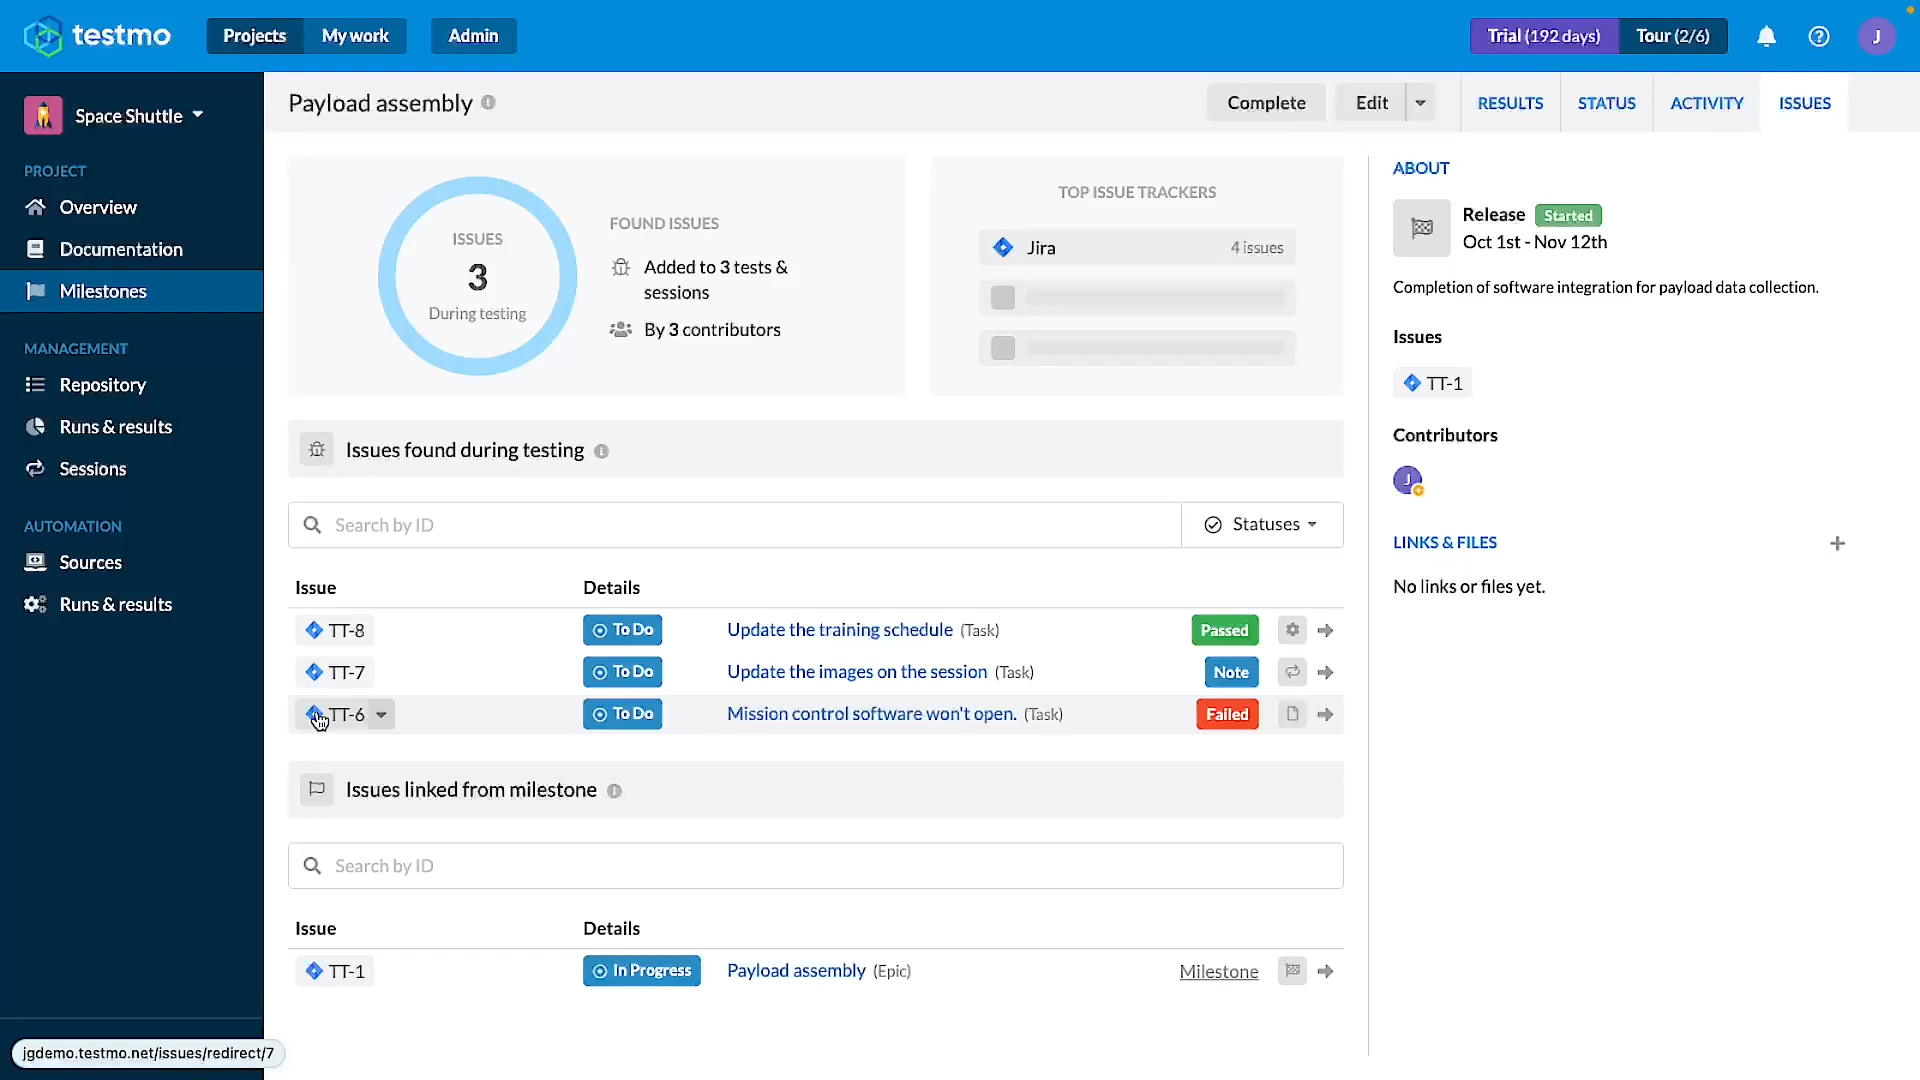 testmo
Projects
My work
Admin
Trial (192 days)
Tour (2/6)
J
Space Shuttle
PROJECT
Overview
Documentation
Milestones
MANAGEMENT
Repository
Runs & results
Sessions
AUTOMATION
Sources
Runs & results
jgdemo.testmo.net/issues/redirect/7
Payload assembly
Complete
Edit
RESULTS
STATUS
ACTIVITY
ISSUES
ISSUES
3
During testing
FOUND ISSUES
Added to 3 tests &
sessions
By 3 contributors
TOP ISSUE TRACKERS
Jira
4 issues
Issues found during testing
Search by ID
Statuses
Issue
Details
TT-8
To Do
Update the training schedule (Task)
Passed
TT-7
To Do
Update the images on the session (Task)
Note
TT-6
To Do
Mission control software won't open. (Task)
Failed
Issues linked from milestone
Search by ID
Issue
Details
TT-1
In Progress
Payload assembly (Epic)
Milestone
ABOUT
Release
Started
Oct 1st - Nov 12th
Completion of software integration for payload data collection.
Issues
TT-1
Contributors
J
LINKS & FILES
No links or files yet.